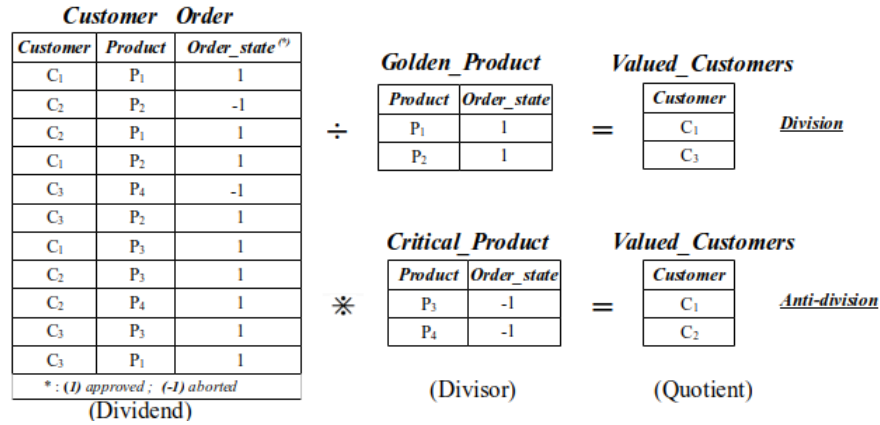 Customer Order
Customer Product Order_state (*)
C1 P1 1
C2 P2 -1
C2 P1 1
C1 P2 1
C3 P4 -1
C3 P2 1
C1 P3 1
C2 P3 1
C2 P4 1
C3 P3 1
C3 P1 1
* : (1) approved ; (-1) aborted
(Dividend)
÷
Golden_Product
Product Order_state
P1 1
P2 1
=
Valued_Customers
Customer
C1
C3
Division
⋇
Critical_Product
Product Order_state
P3 -1
P4 -1
(Divisor)
=
Valued_Customers
Customer
C1
C2
(Quotient)
Anti-division